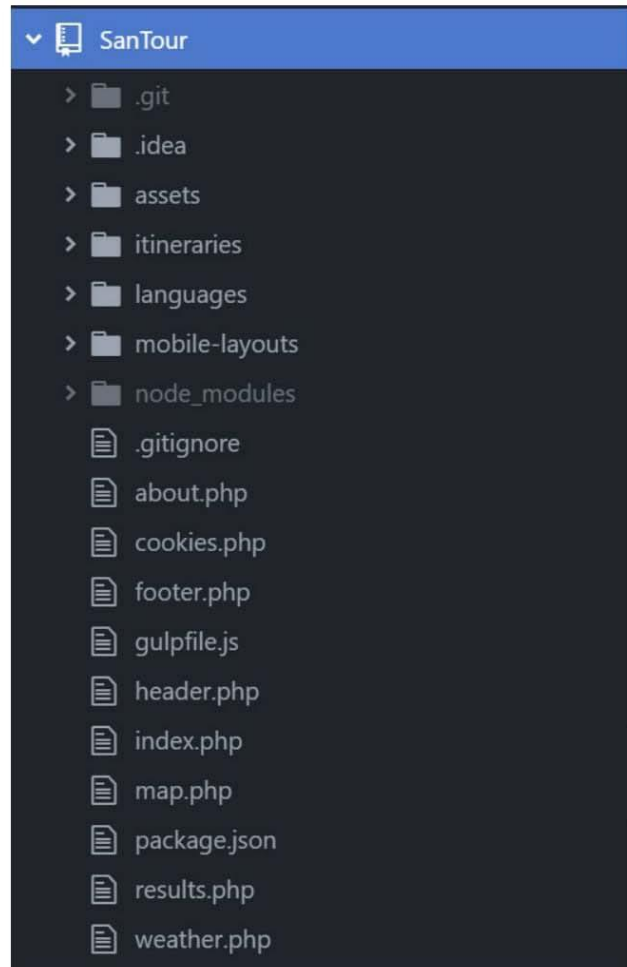 SanTour
.git
.idea
assets
itineraries
languages
mobile-layouts
node_modules
.gitignore
about.php
cookies.php
footer.php
gulpfile.js
header.php
index.php
map.php
package.json
results.php
weather.php